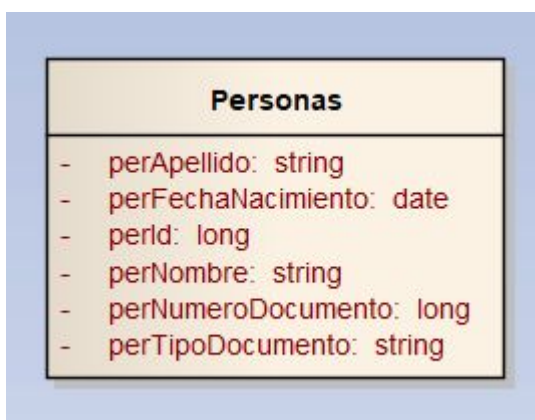 Personas
- perApellido: string
- perFechaNacimiento: date
- perId: long
- perNombre: string
- perNumeroDocumento: long
- perTipoDocumento: string